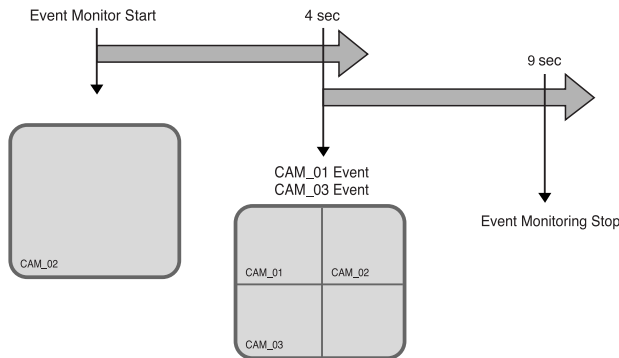 Event Monitor Start
4 sec
9 sec
CAM_01 Event
CAM_03 Event
Event Monitoring Stop
CAM_02
CAM_01
CAM_02
CAM_03